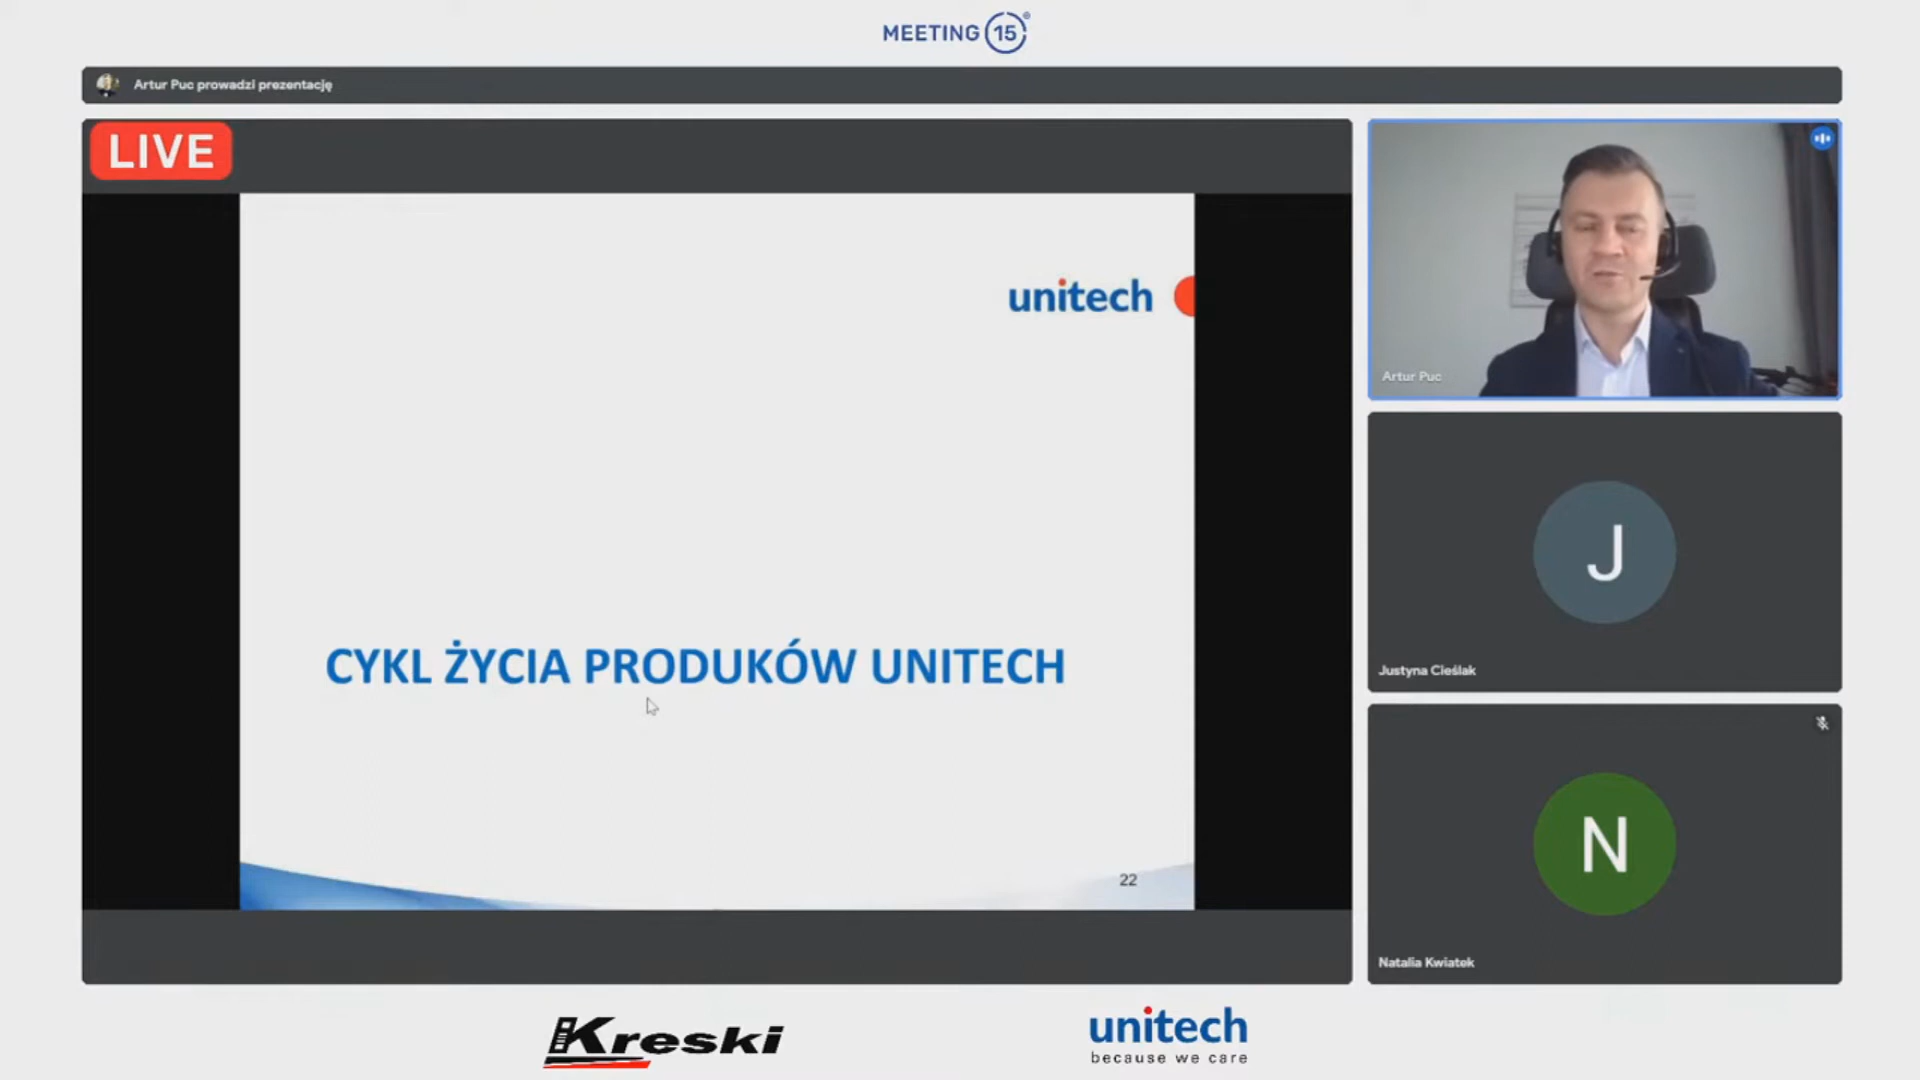 MEETING 15
Artur Puc prowadzi prezentację
LIVE
unitech
CYKL ŻYCIA PRODUKÓW UNITECH
22
Artur Puc
J
Justyna Cieślak
N
Natalia Kwiatek
Kreski
unitech
because we care